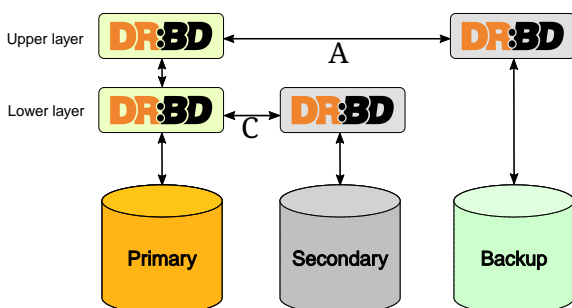 Upper layer
DR:BD
A
DR:BD
Lower layer
DR:BD
C
DR:BD
Primary
Secondary
Backup